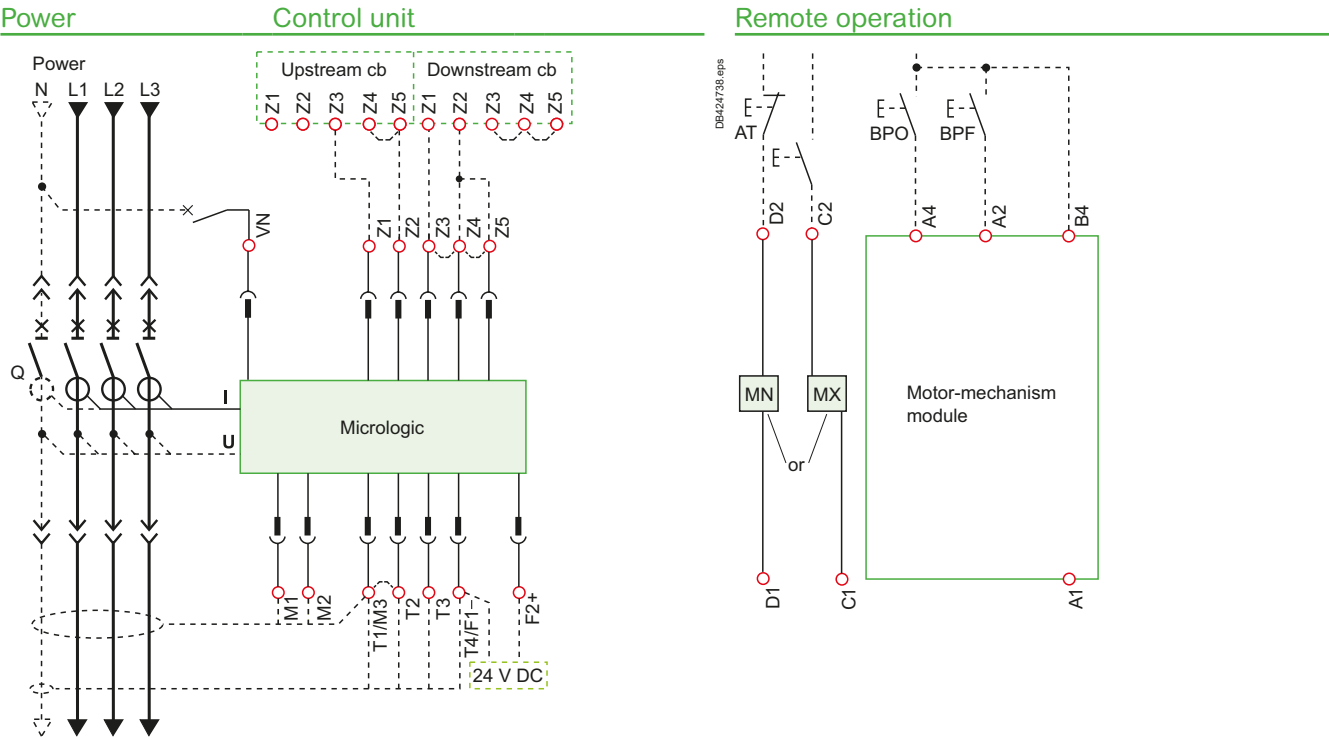 Power
Control unit
Remote operation
Power
N L1 L2 L3
Upstream cb
Downstream cb
Z1 Z2 Z3 Z4 Z5 Z1 Z2 Z3 Z4 Z5
DB424738.eps
AT
BPO
BPF
VN
Z1 Z2 Z3 Z4 Z5
D2 C2 A4 A2 B4
Q
I
U
Micrologic
MN
MX
or
Motor-mechanism
module
M1 M2 T1/M3 T2 T3 T4/F1– F2+
D1 C1 A1
24 V DC